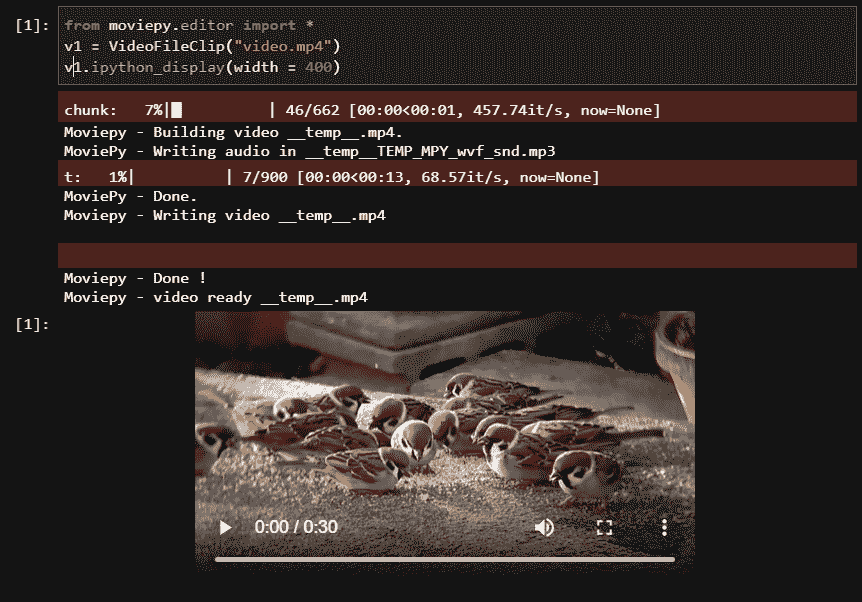 [1]:
from moviepy.editor import *
v1 = VideoFileClip("video.mp4")
v1.ipython_display(width = 400)
chunk:   7%|█          | 46/662 [00:00<00:01, 457.74it/s, now=None]
Moviepy - Building video __temp__.mp4.
MoviePy - Writing audio in __temp__TEMP_MPY_wvf_snd.mp3
t:   1%|          | 7/900 [00:00<00:13, 68.57it/s, now=None]
MoviePy - Done.
Moviepy - Writing video __temp__.mp4
Moviepy - Done !
Moviepy - video ready __temp__.mp4
[1]:
0:00 / 0:30